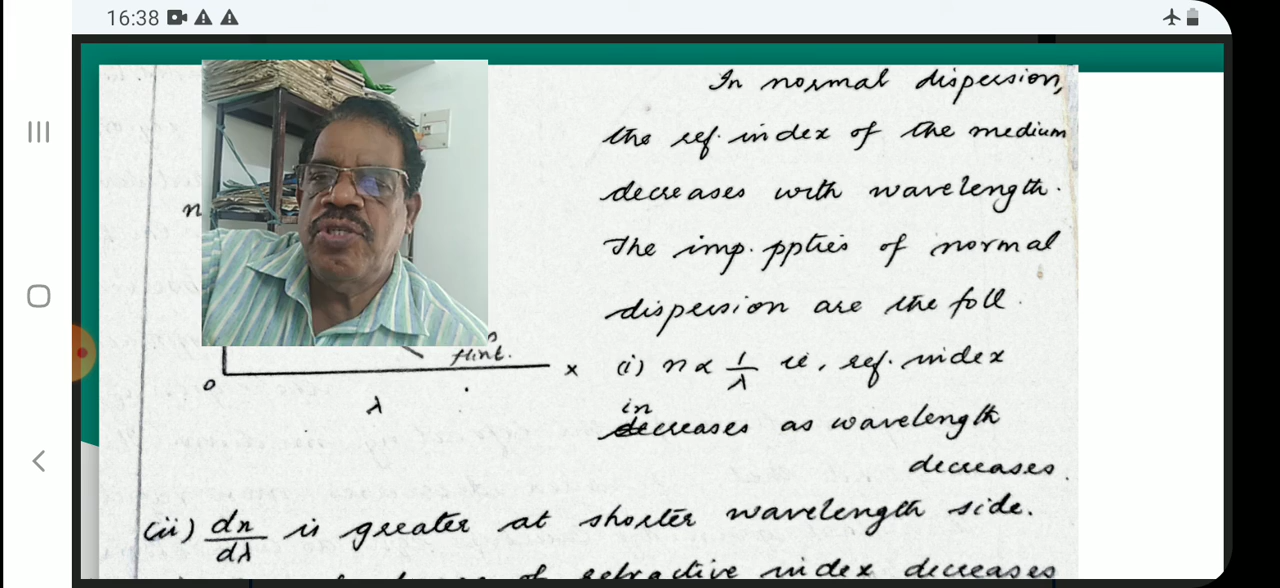 16:38
In normal dispersion,
the ref. index of the medium
decreases with wavelength.
n
The imp. ppties of normal
dispersion are the foll.
flint.
(i) n ∝ 1/λ ie, ref. index
x
o
λ
in
decreases as wavelength
decreases.
(ii) dn/dλ is greater at shorter wavelength side.
of refractive index decreases